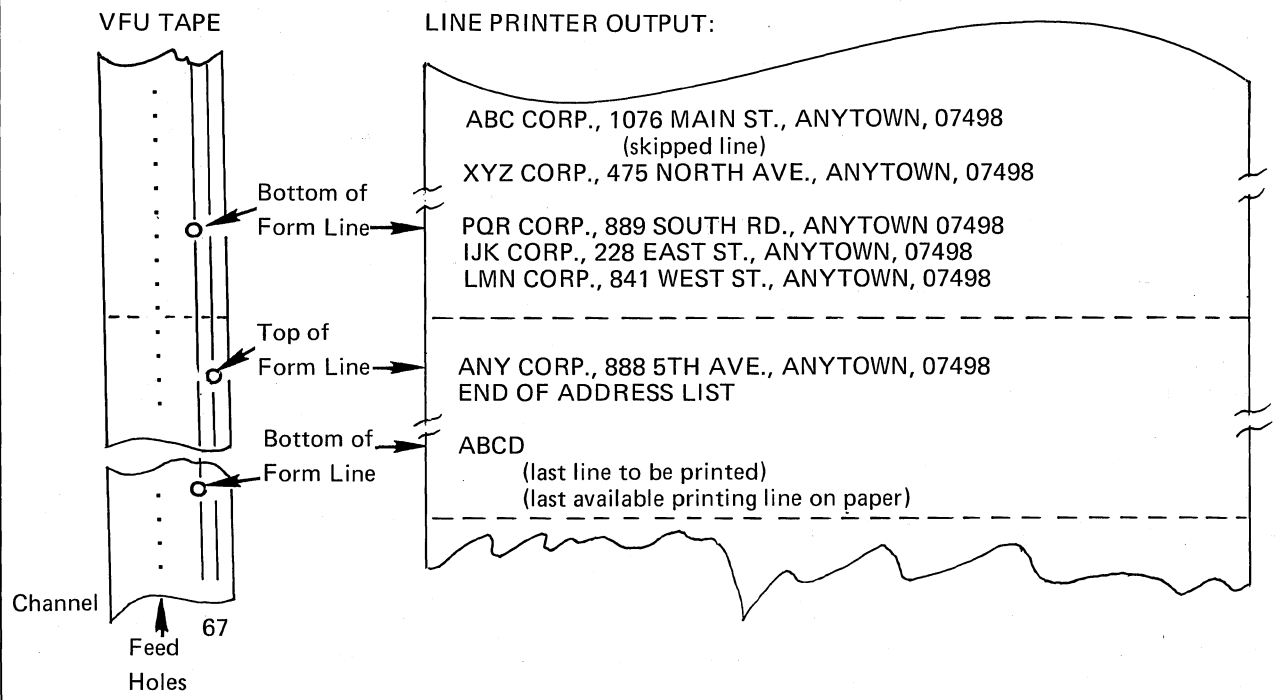 VFU TAPE
LINE PRINTER OUTPUT:
ABC CORP., 1076 MAIN ST., ANYTOWN, 07498
(skipped line)
XYZ CORP., 475 NORTH AVE., ANYTOWN, 07498
Bottom of
Form Line
PQR CORP., 889 SOUTH RD., ANYTOWN 07498
IJK CORP., 228 EAST ST., ANYTOWN, 07498
LMN CORP., 841 WEST ST., ANYTOWN, 07498
Top of
Form Line
ANY CORP., 888 5TH AVE., ANYTOWN, 07498
END OF ADDRESS LIST
Bottom of
Form Line
ABCD
(last line to be printed)
(last available printing line on paper)
Channel
67
Feed
Holes